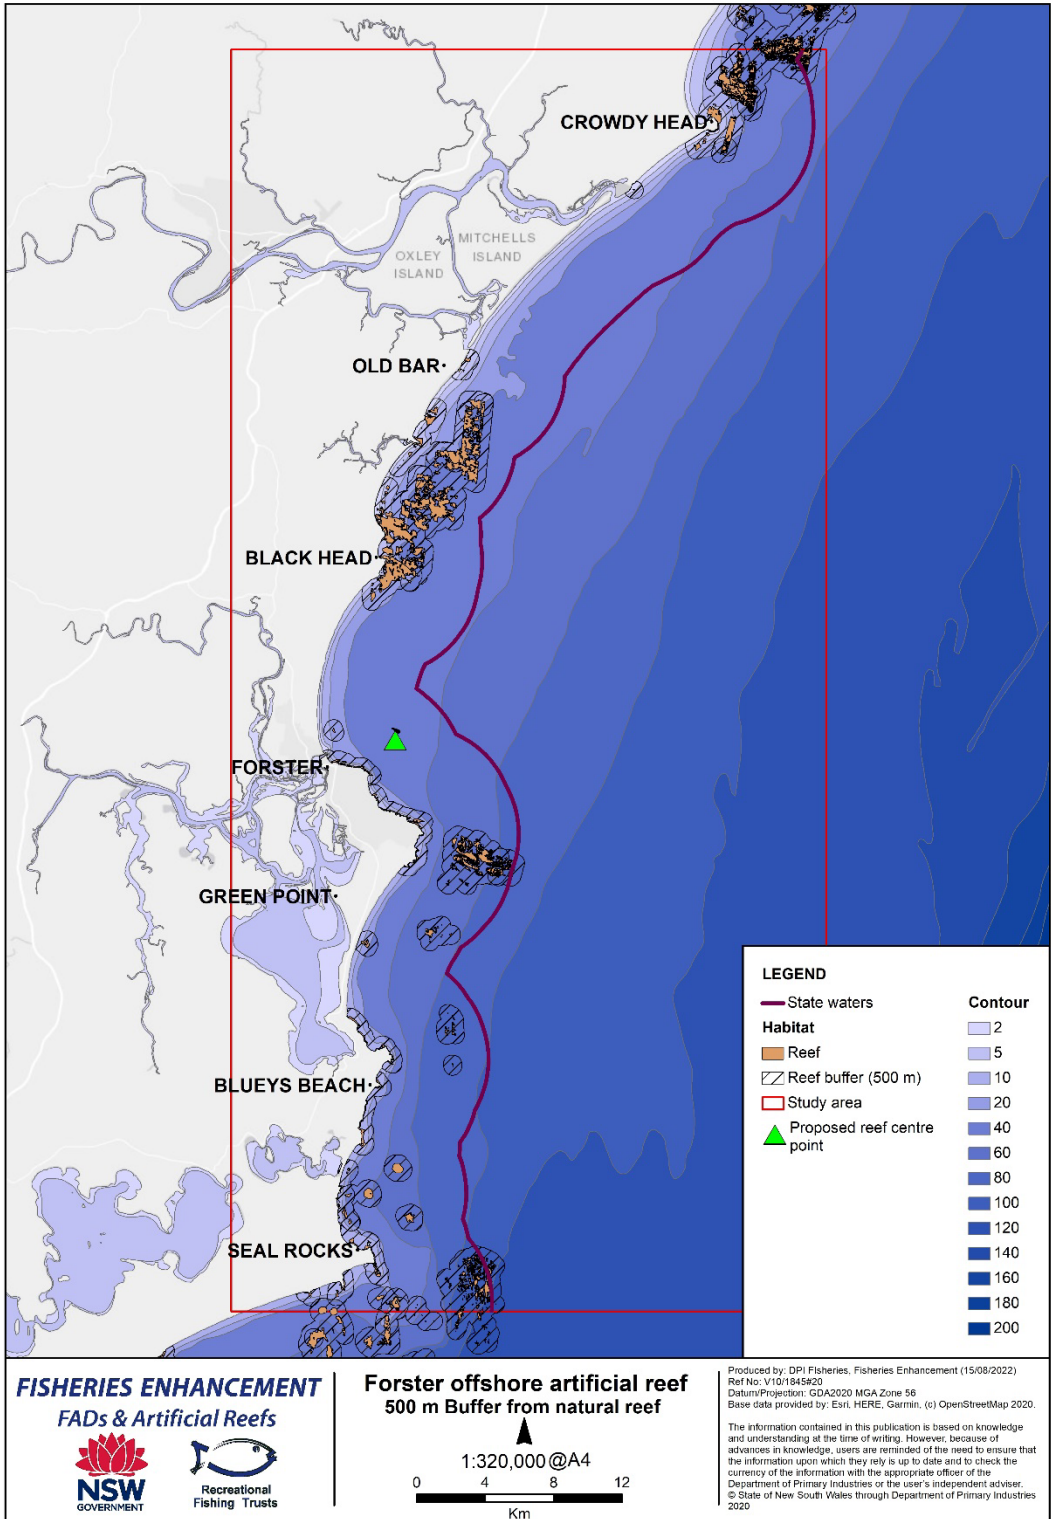 CROWDY HEAD
MITCHELLS
ISLAND
OXLEY
ISLAND
OLD BAR
BLACK HEAD
FORSTER
GREEN POINT
BLUEYS BEACH
SEAL ROCKS
LEGEND
State waters
Habitat
Reef
Reef buffer (500 m)
Study area
Proposed reef centre
point
Contour
2
5
10
20
40
60
80
100
120
140
160
180
200
FISHERIES ENHANCEMENT
FADs & Artificial Reefs
NSW
GOVERNMENT
Recreational
Fishing Trusts
Forster offshore artificial reef
500 m Buffer from natural reef
1:320,000 @A4
0 4 8 12
Km
Produced by: DPI FIsheries, Fisheries Enhancement (15/08/2022)
Ref No: V10/1845#20
Datum/Projection: GDA2020 MGA Zone 56
Base data provided by: Esri, HERE, Garmin, (c) OpenStreetMap 2020.
The information contained in this publication is based on knowledge
and understanding at the time of writing. However, because of
advances in knowledge, users are reminded of the need to ensure that
the information upon which they rely is up to date and to check the
currency of the information with the appropriate officer of the
Department of Primary Industries or the user's independent adviser.
© State of New South Wales through Department of Primary Industries
2020